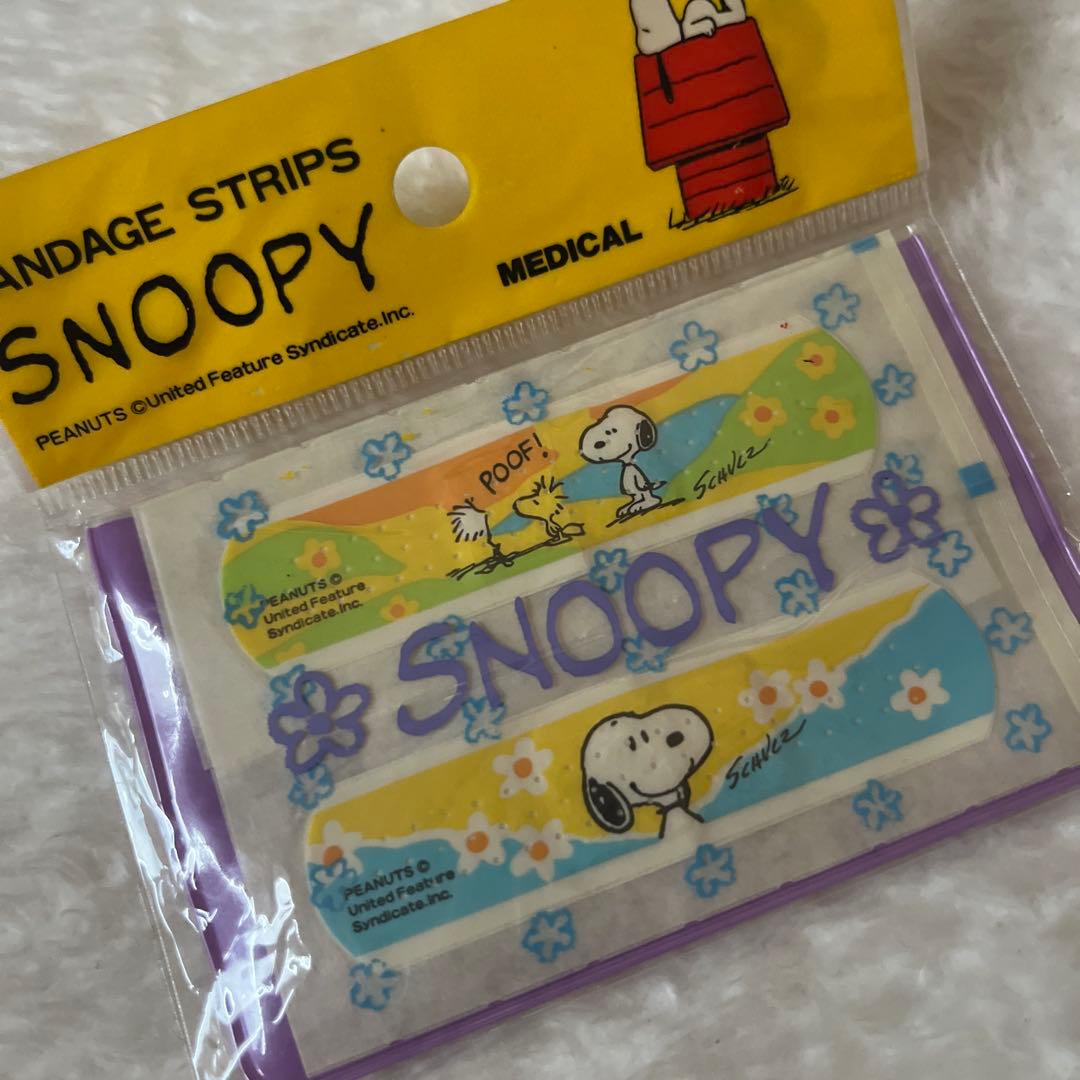 ANDAGE STRIPS
SNOOPY
MEDICAL
PEANUTS ©United Feature Syndicate.Inc.
POOF!
SCHULZ
PEANUTS ©
United Feature
Syndicate.Inc.
SNOOPY
SCHULZ
PEANUTS ©
United Feature
Syndicate.Inc.